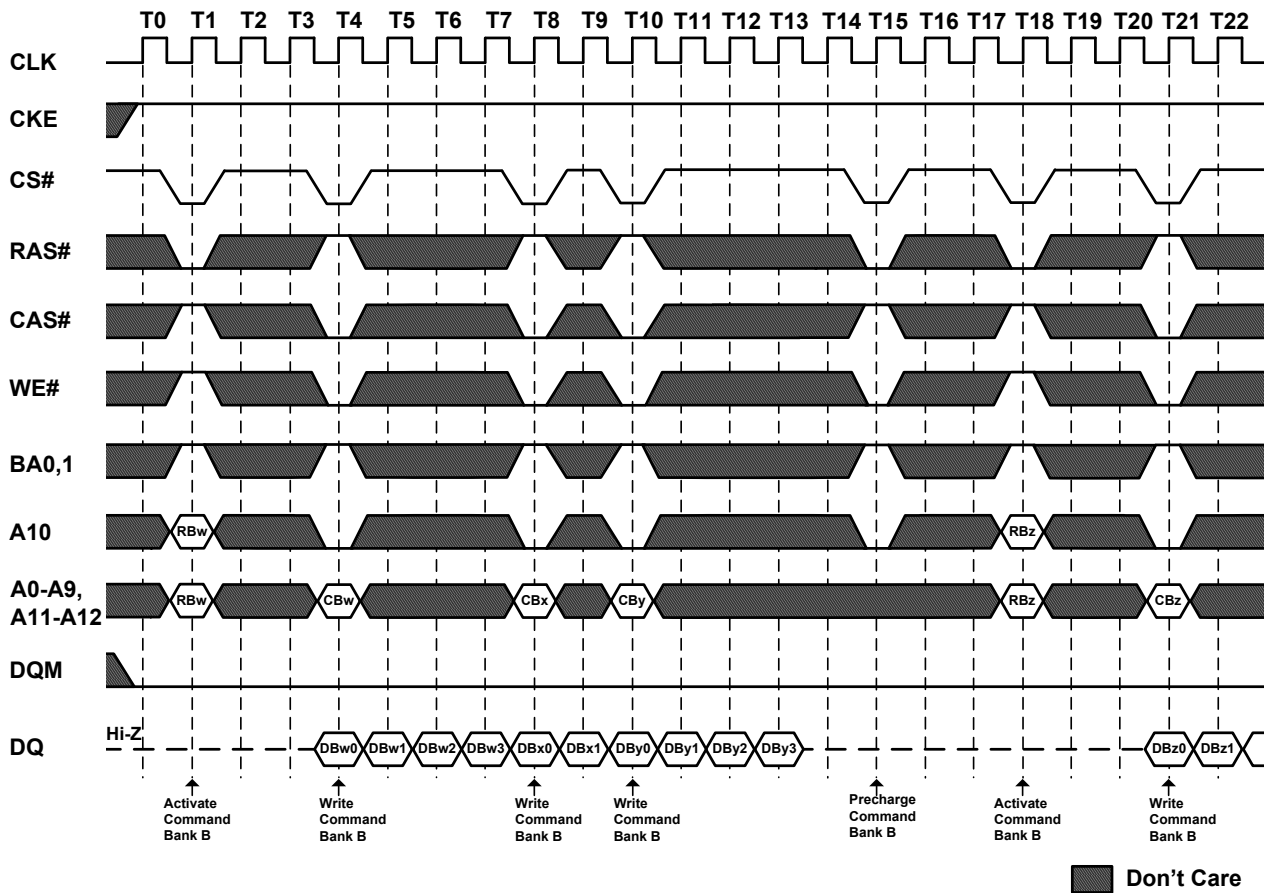 T0 T1 T2 T3 T4 T5 T6 T7 T8 T9 T10 T11 T12 T13 T14 T15 T16 T17 T18 T19 T20 T21 T22
CLK
CKE
CS#
RAS#
CAS#
WE#
BA0,1
A10 RBw RBz
A0-A9,
A11-A12 RBw CBw CBx CBy RBz CBz
DQM
DQ Hi-Z DBw0 DBw1 DBw2 DBw3 DBx0 DBx1 DBy0 DBy1 DBy2 DBy3 DBz0 DBz1
Activate
Command
Bank B
Write
Command
Bank B
Write
Command
Bank B
Write
Command
Bank B
Precharge
Command
Bank B
Activate
Command
Bank B
Write
Command
Bank B
Don't Care